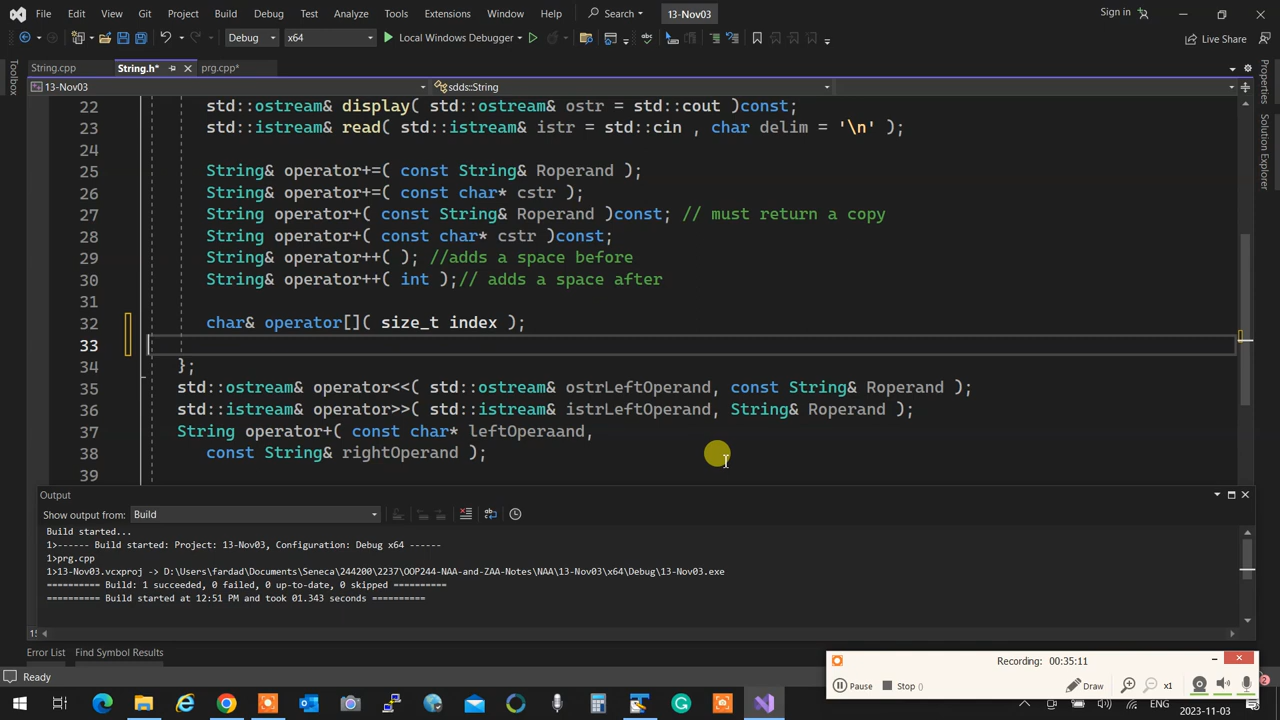 File Edit View Git Project Build Debug Test Analyze Tools Extensions Window Help Search 13-Nov03 Sign in
Debug x64 Local Windows Debugger Live Share
String.cpp String.h* prg.cpp*
13-Nov03 sdds::String
22 std::ostream& display( std::ostream& ostr = std::cout )const;
23 std::istream& read( std::istream& istr = std::cin , char delim = '\n' );
24
25 String& operator+=( const String& Roperand );
26 String& operator+=( const char* cstr );
27 String operator+( const String& Roperand )const; // must return a copy
28 String operator+( const char* cstr )const;
29 String& operator++( ); //adds a space before
30 String& operator++( int );// adds a space after
31
32 char& operator[]( size_t index );
33
34 };
35 std::ostream& operator<<( std::ostream& ostrLeftOperand, const String& Roperand );
36 std::istream& operator>>( std::istream& istrLeftOperand, String& Roperand );
37 String operator+( const char* leftOperaand,
38 const String& rightOperand );
39
Toolbox
Properties
Solution Explorer
Output
Show output from: Build
Build started...
1>------ Build started: Project: 13-Nov03, Configuration: Debug x64 ------
1>prg.cpp
1>13-Nov03.vcxproj -> D:\Users\fardad\Documents\Seneca\244200\2237\OOP244-NAA-and-ZAA-Notes\NAA\13-Nov03\x64\Debug\13-Nov03.exe
========== Build: 1 succeeded, 0 failed, 0 up-to-date, 0 skipped ==========
========== Build started at 12:51 PM and took 01.343 seconds ==========
Error List Find Symbol Results
Ready
Recording: 00:35:11
Pause Stop () Draw x1
2023-11-03